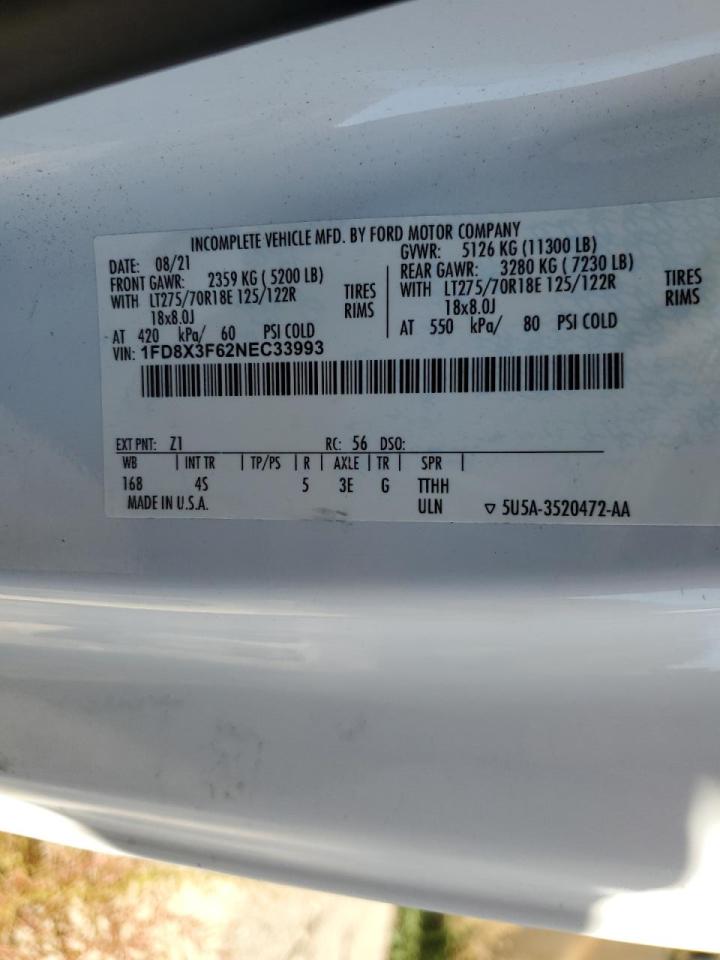 INCOMPLETE VEHICLE MFD. BY FORD MOTOR COMPANY
DATE: 08/21 GVWR: 5126 KG (11300 LB)
FRONT GAWR: 2359 KG ( 5200 LB) REAR GAWR: 3280 KG ( 7230 LB)
WITH LT275/70R18E 125/122R TIRES WITH LT275/70R18E 125/122R TIRES
18x8.0J RIMS 18x8.0J RIMS
AT 420 kPa/ 60 PSI COLD AT 550 kPa/ 80 PSI COLD
VIN: 1FD8X3F62NEC33993
EXT PNT: Z1 RC: 56 DSO:
WB | INT TR | TP/PS | R | AXLE | TR | SPR |
168 4S 5 3E G TTHH
MADE IN U.S.A. ULN ▽ 5U5A-3520472-AA